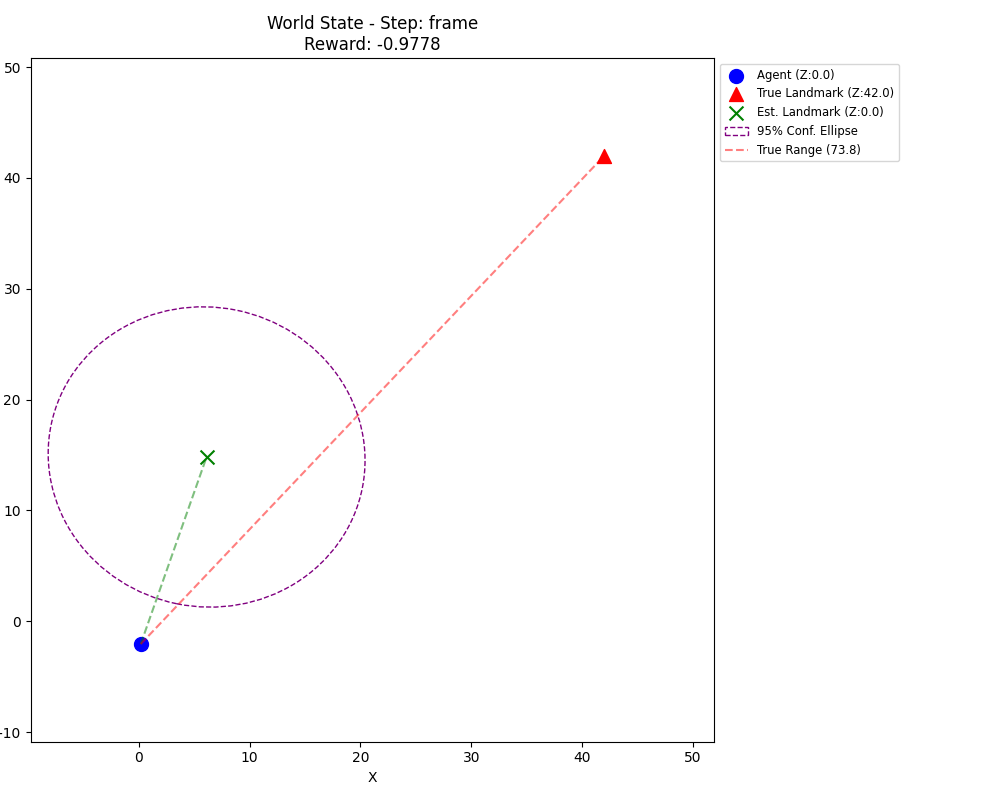 World State - Step: frame
Reward: -0.9778
Agent (Z:0.0)
True Landmark (Z:42.0)
Est. Landmark (Z:0.0)
95% Conf. Ellipse
True Range (73.8)
50
40
30
20
10
0
-10
0 10 20 30 40 50
X